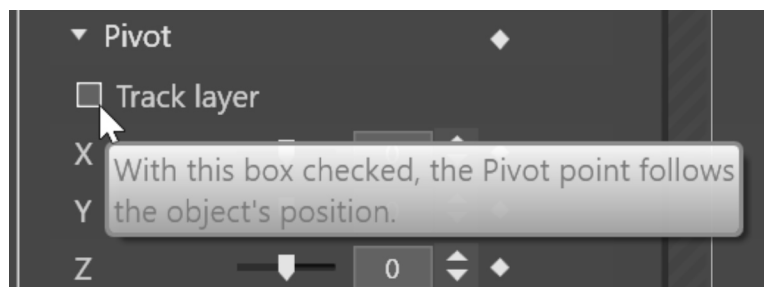 Pivot
Track layer
X
With this box checked, the Pivot point follows
Y
the object's position.
Z 0